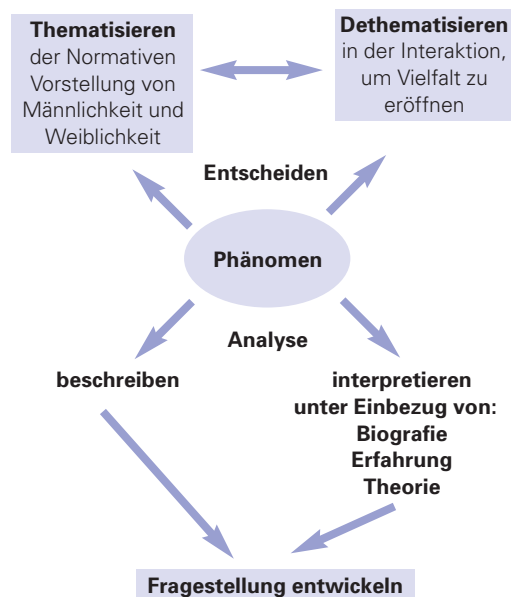 Thematisieren
der Normativen
Vorstellung von
Männlichkeit und
Weiblichkeit
Dethematisieren
in der Interaktion,
um Vielfalt zu
eröffnen
Entscheiden
Phänomen
Analyse
beschreiben
interpretieren
unter Einbezug von:
Biografie
Erfahrung
Theorie
Fragestellung entwickeln